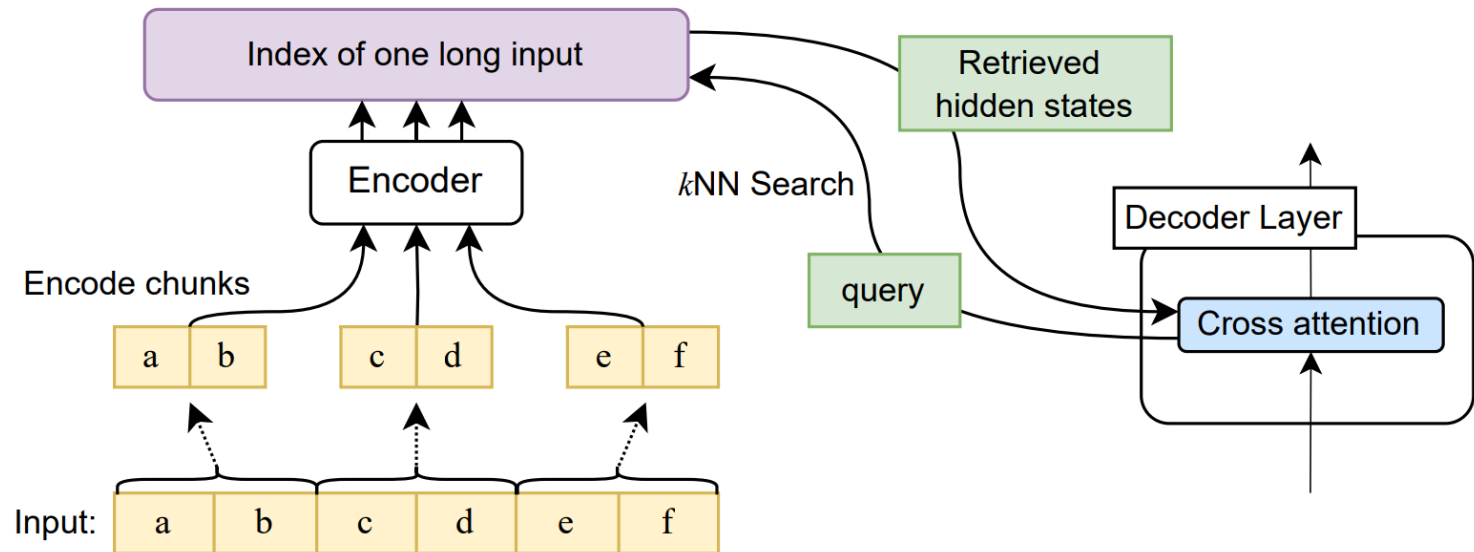 Index of one long input
Retrieved
hidden states
Encoder
kNN Search
Decoder Layer
Encode chunks
query
Cross attention
a b c d e f
Input: a b c d e f